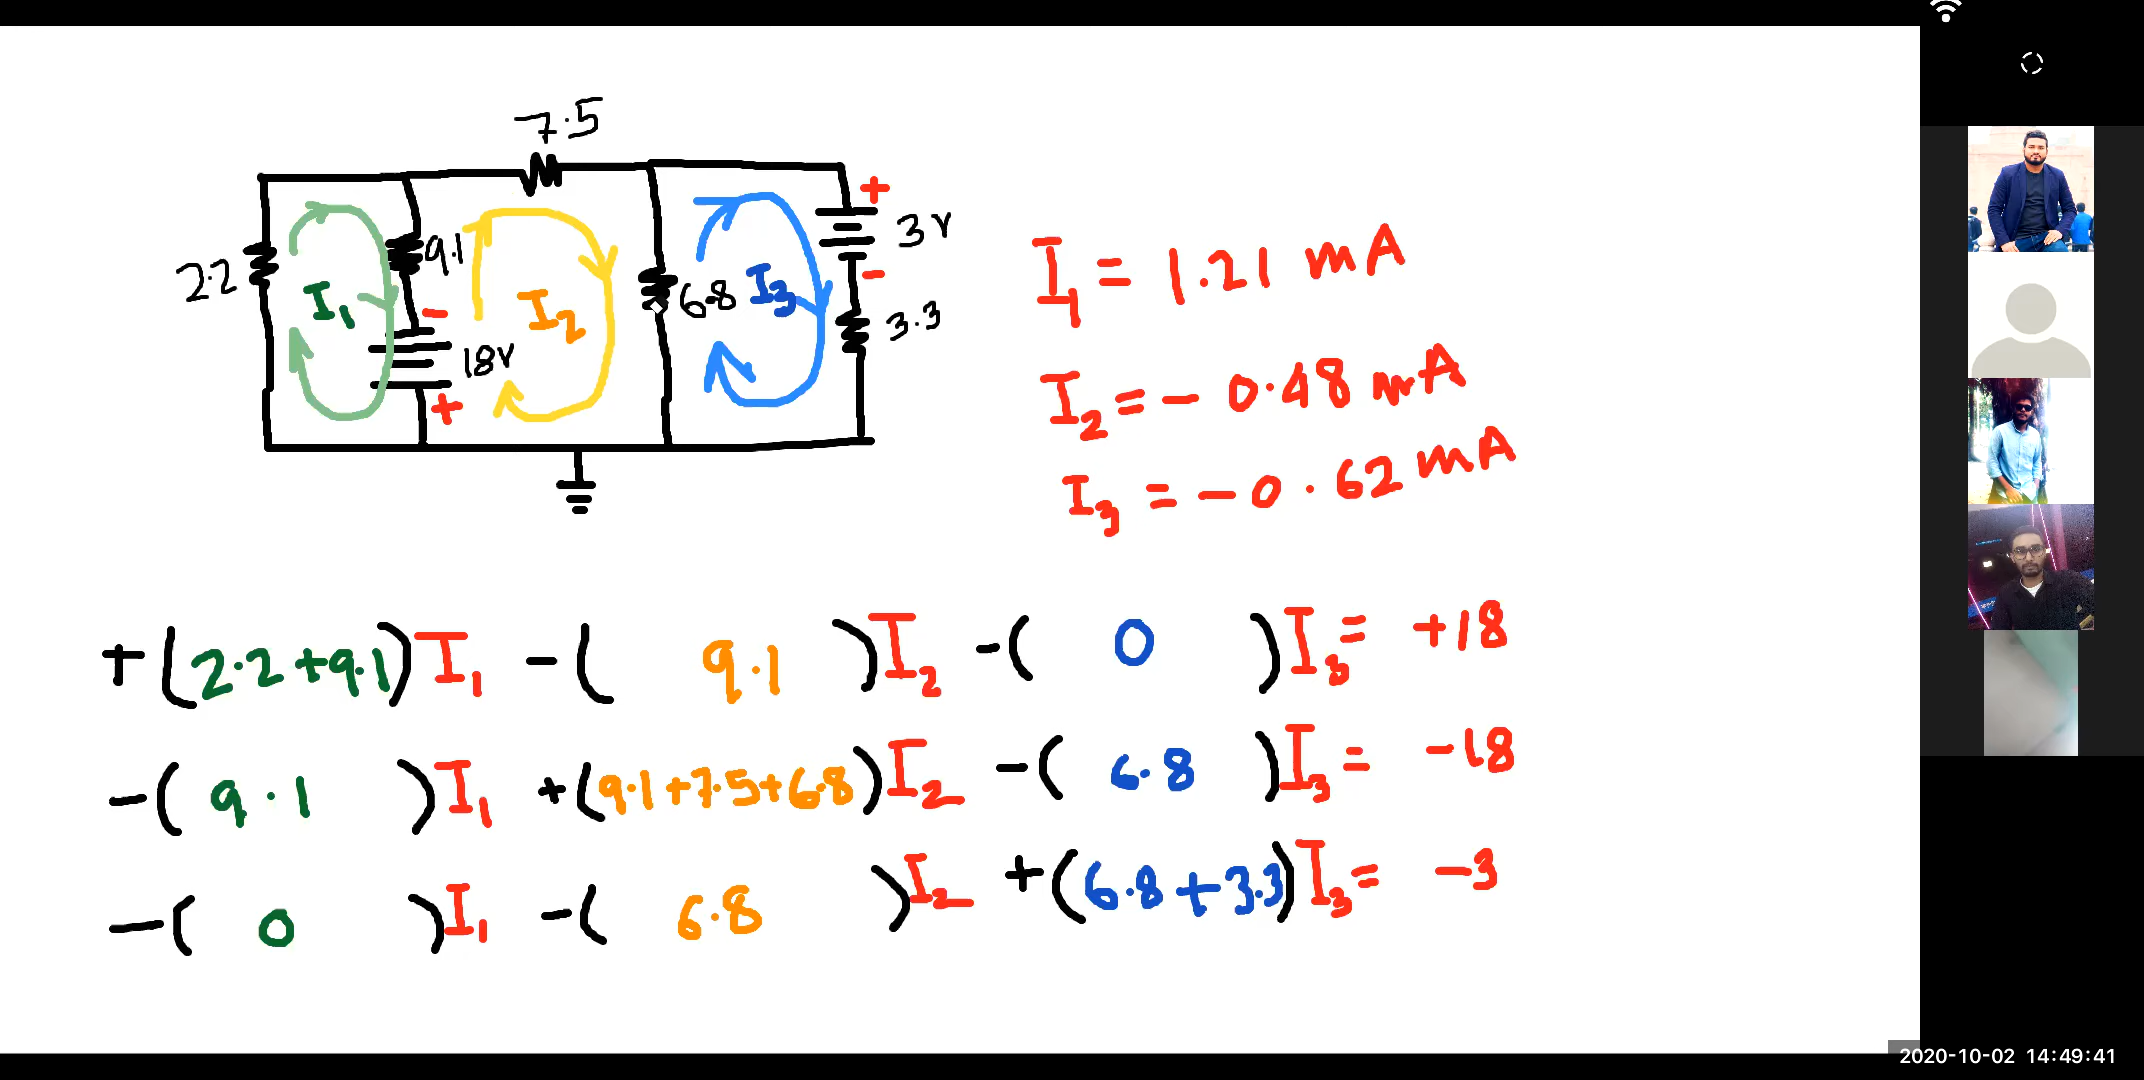 7.5
+
3V
-
2.2
9.1
I1
-
18V
+
I2
6.8
I3
3.3
I1 = 1.21 mA
I2 = - 0.48 mA
I3 = - 0.62 mA
+(2.2+9.1)I1 -( 9.1 )I2 -( 0 )I3 = +18
-( 9.1 )I1 +(9.1+7.5+6.8)I2 -( 6.8 )I3 = -18
-( 0 )I1 -( 6.8 )I2 +(6.8+3.3)I3 = -3
2020-10-02 14:49:41